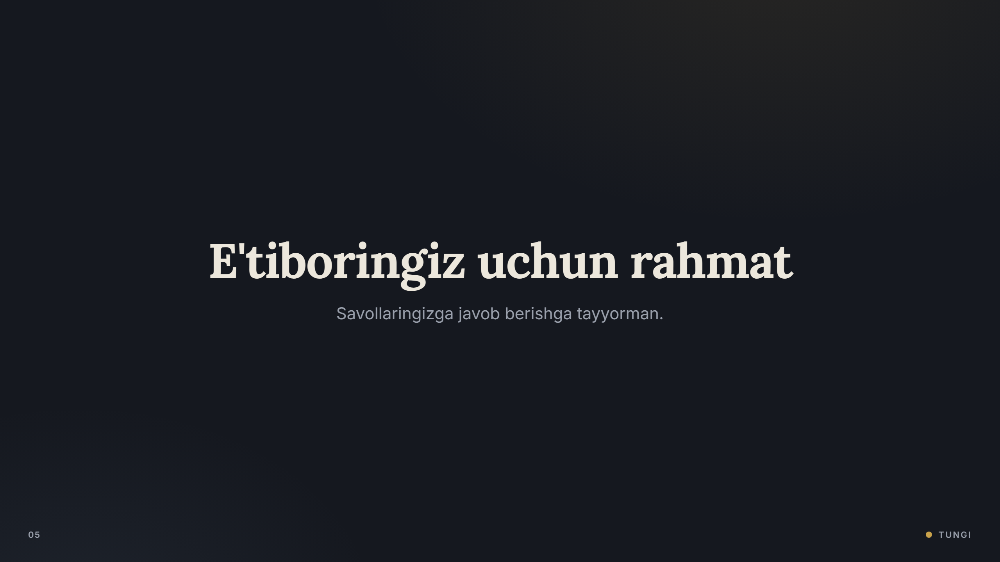 E'tiboringiz uchun rahmat
Savollaringizga javob berishga tayyorman.
05
TUNGI